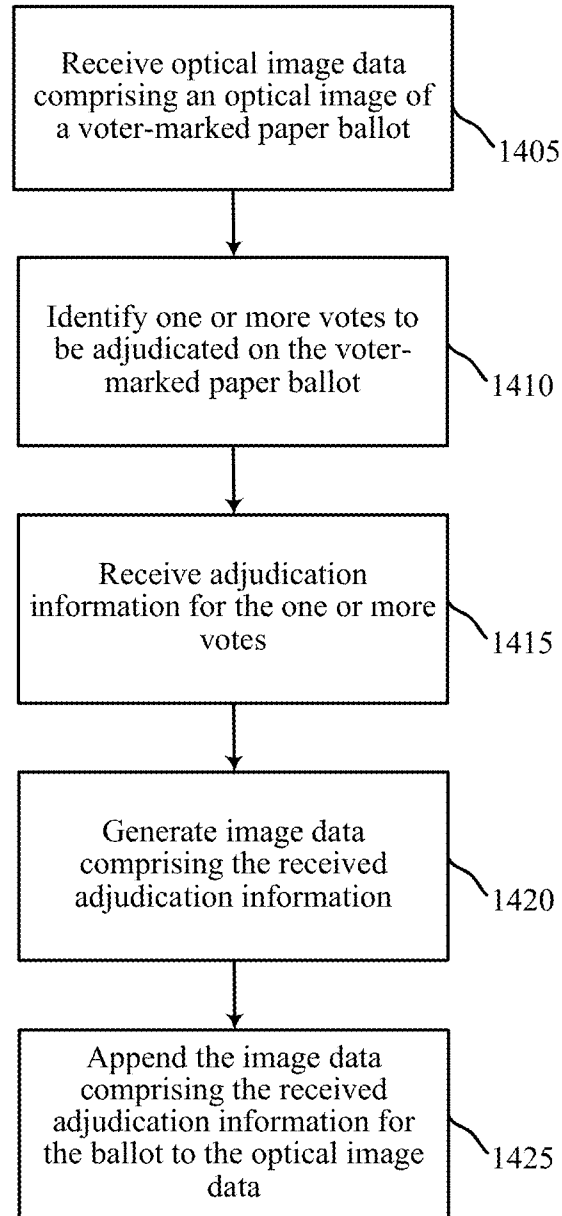 Receive optical image data
comprising an optical image of
a voter-marked paper ballot
1405
Identify one or more votes to
be adjudicated on the voter-
marked paper ballot
1410
Receive adjudication
information for the one or more
votes
1415
Generate image data
comprising the received
adjudication information
1420
Append the image data
comprising the received
adjudication information for
the ballot to the optical image
data
1425